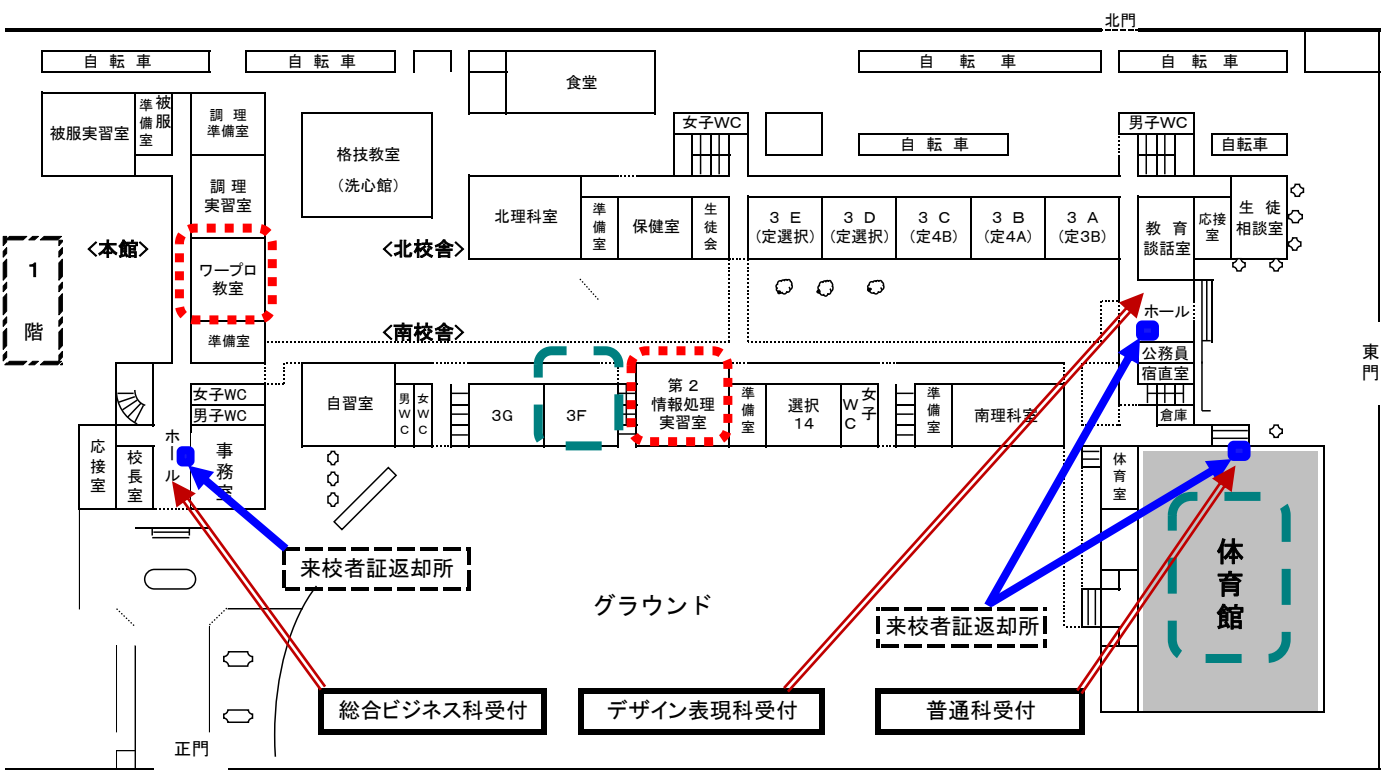 北門
自 転 車
自 転 車
自 転 車
自 転 車
食堂
被服実習室
被服
準備室
調 理
準備室
女子WC
男子WC
自 転 車
自転車
格技教室
(洗心館)
調 理
実習室
北理科室
準備室
保健室
生徒会
3 E
(定選択)
3 D
(定選択)
3 C
(定4B)
3 B
(定4A)
3 A
(定3B)
教 育
談話室
応接室
生 徒
相談室
1
階
<本館>
<北校舎>
ワープロ
教室
ホール
<南校舎>
準備室
公務員
宿直室
倉庫
東門
女子WC
男子WC
自習室
男WC
女WC
3G
3F
第2
情報処理
実習室
準備室
選択
14
女子
WC
準備室
南理科室
応接室
校長室
ホール
事務室
体育室
体育館
来校者証返却所
グラウンド
来校者証返却所
総合ビジネス科受付
デザイン表現科受付
普通科受付
正門